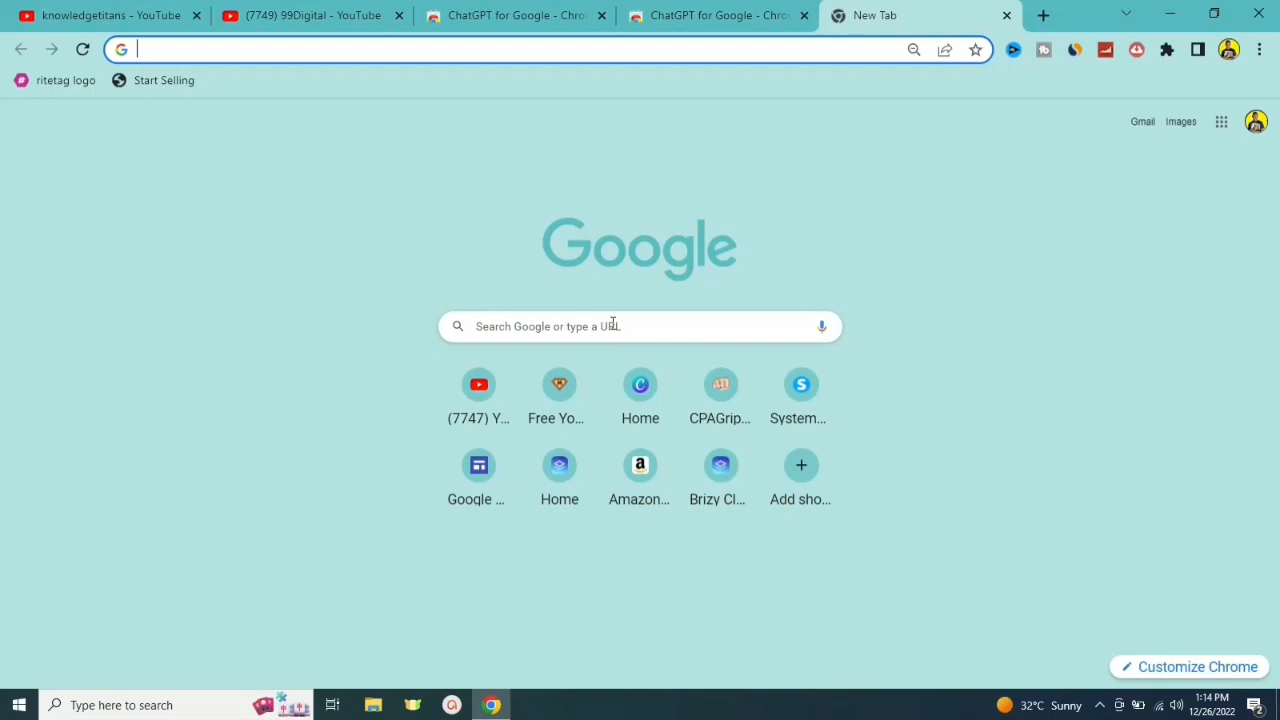 knowledgetitans - YouTube
(7749) 99Digital - YouTube
ChatGPT for Google - Chro
ChatGPT for Google - Chro
New Tab
ritetag logo
Start Selling
Gmail
Images
Google
Search Google or type a URL
(7747) Y...
Free Yo...
Home
CPAGrip...
System...
Google ...
Home
Amazon...
Brizy Cl...
Add sho...
Customize Chrome
Type here to search
32°C Sunny
1:14 PM
12/26/2022
2